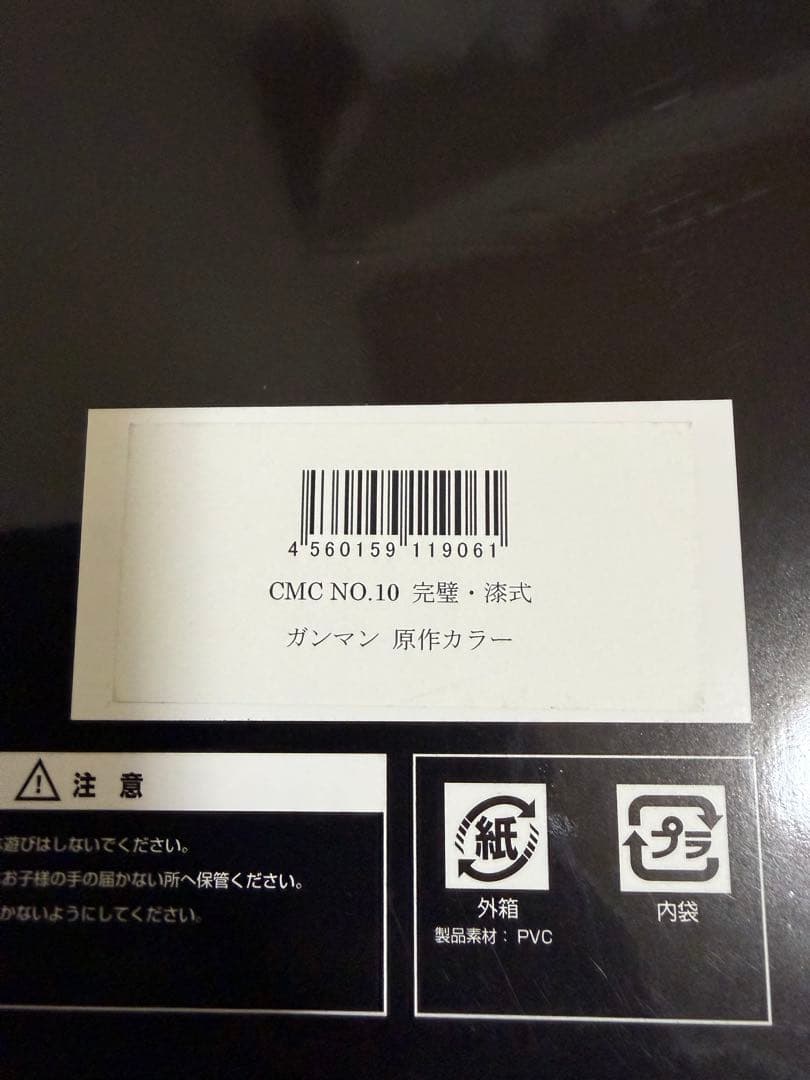 4 560159 119061
CMC NO.10 完璧・漆式
ガンマン 原作カラー
注 意
遊びはしないでください。
お子様の手の届かない所へ保管ください。
かないようにしてください。
紙
外箱
プラ
内袋
製品素材： PVC